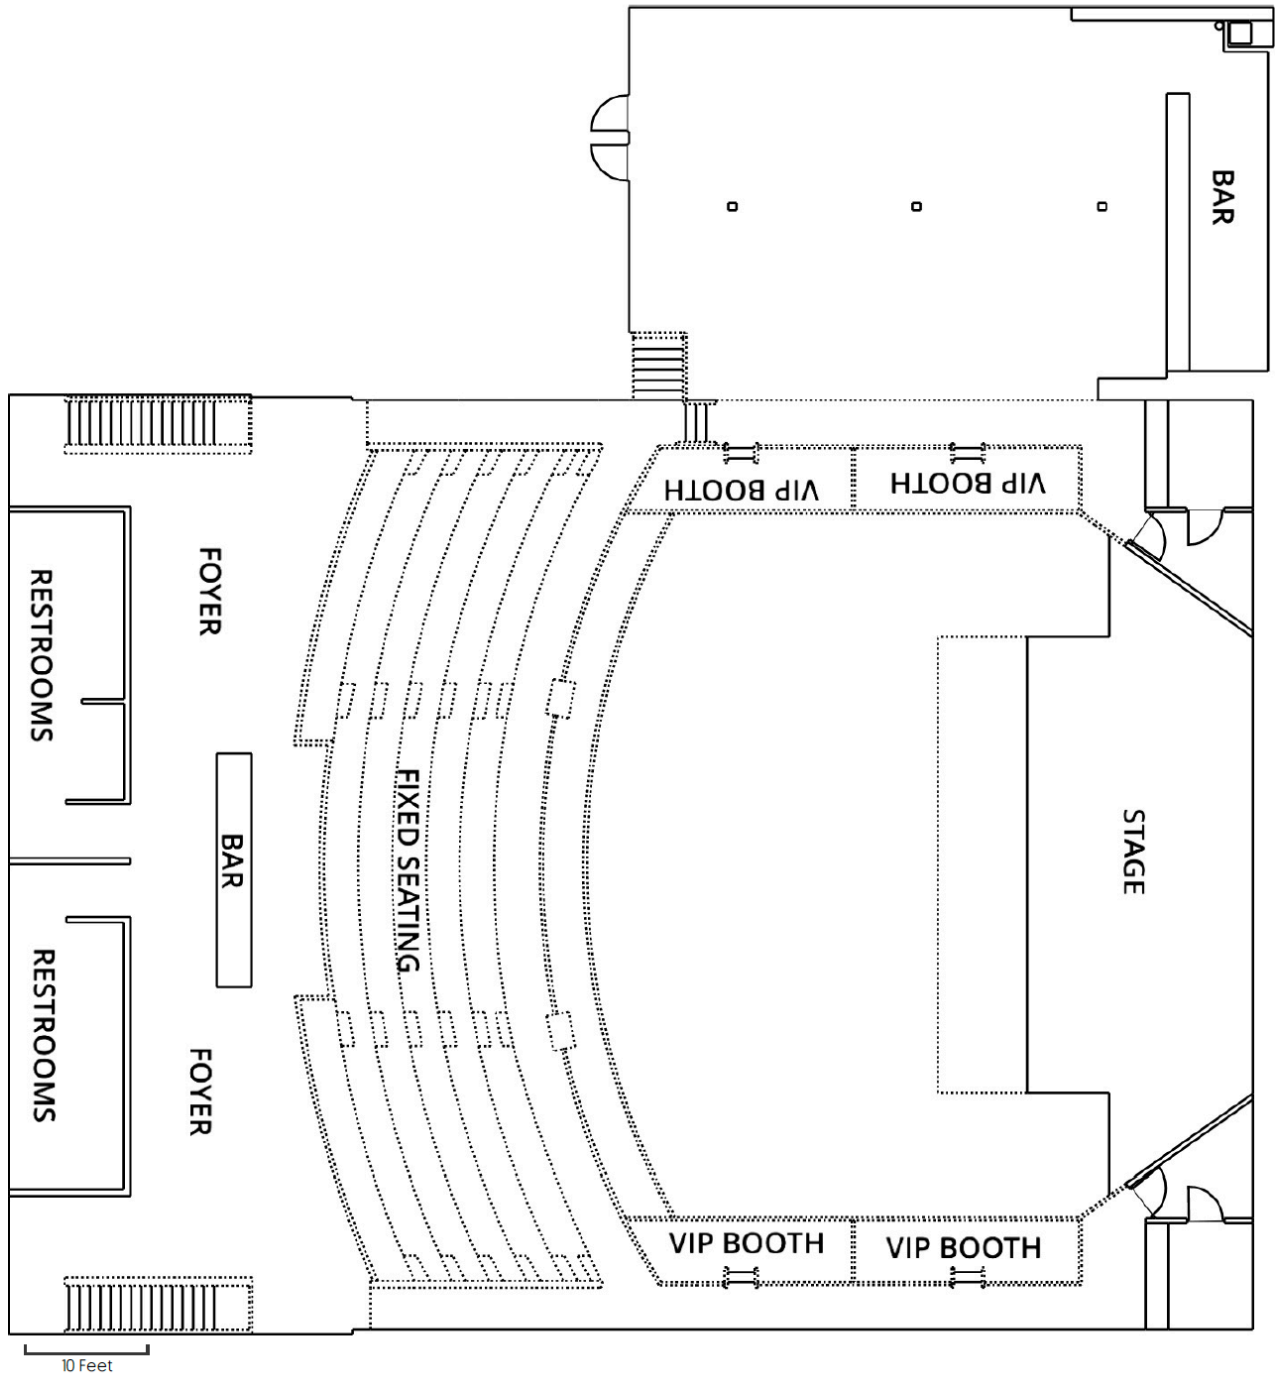 BAR
VIP BOOTH
VIP BOOTH
FOYER
RESTROOMS
FIXED SEATING
BAR
STAGE
RESTROOMS
FOYER
VIP BOOTH
VIP BOOTH
10 Feet